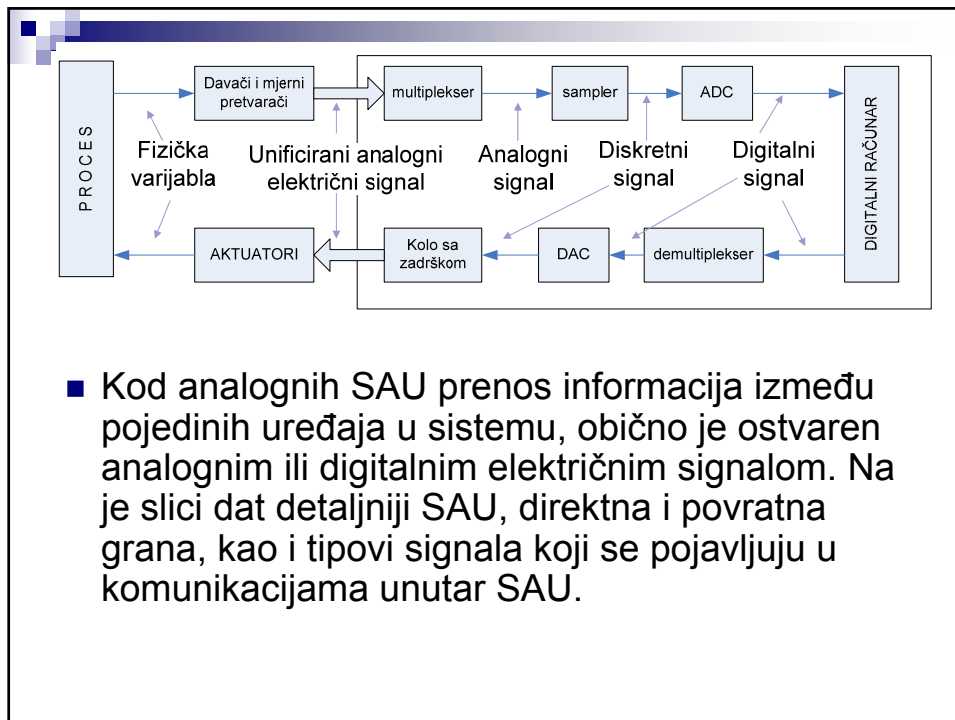 Davači i mjerni
pretvarači
multiplekser
sampler
ADC
PROCES
Fizička
varijabla
Unificirani analogni
električni signal
Analogni
signal
Diskretni
signal
Digitalni
signal
DIGITALNI RAČUNAR
AKTUATORI
Kolo sa
zadrškom
DAC
demultiplekser
Kod analognih SAU prenos informacija između
pojedinih uređaja u sistemu, obično je ostvaren
analognim ili digitalnim električnim signalom. Na
je slici dat detaljniji SAU, direktna i povratna
grana, kao i tipovi signala koji se pojavljuju u
komunikacijama unutar SAU.